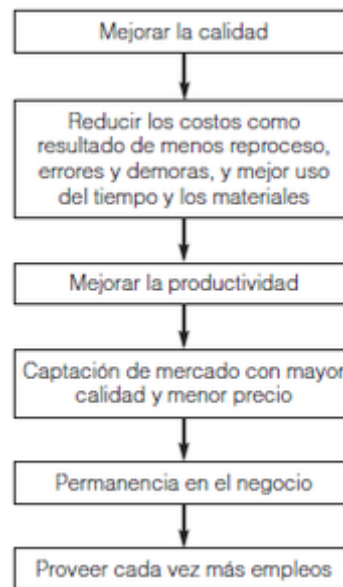 Mejorar la calidad
Reducir los costos como
resultado de menos reproceso,
errores y demoras, y mejor uso
del tiempo y los materiales
Mejorar la productividad
Captación de mercado con mayor
calidad y menor precio
Permanencia en el negocio
Proveer cada vez más empleos